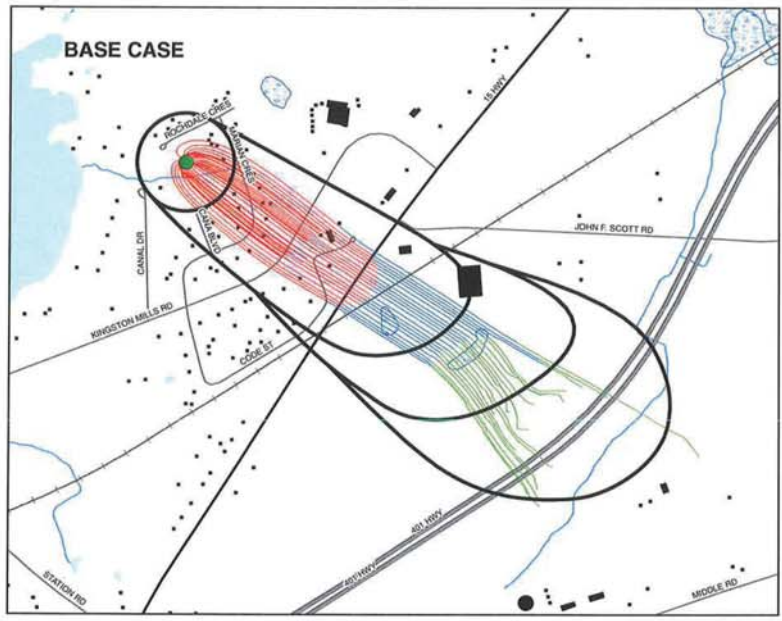 BASE CASE
ROCHDALE CRES
MARIAN CRES
15 HWY
CANAL DR
CANA BLVD
JOHN F. SCOTT RD
KINGSTON MILLS RD
CODE ST
401 HWY
401 HWY
STATION RD
MIDDLE RD